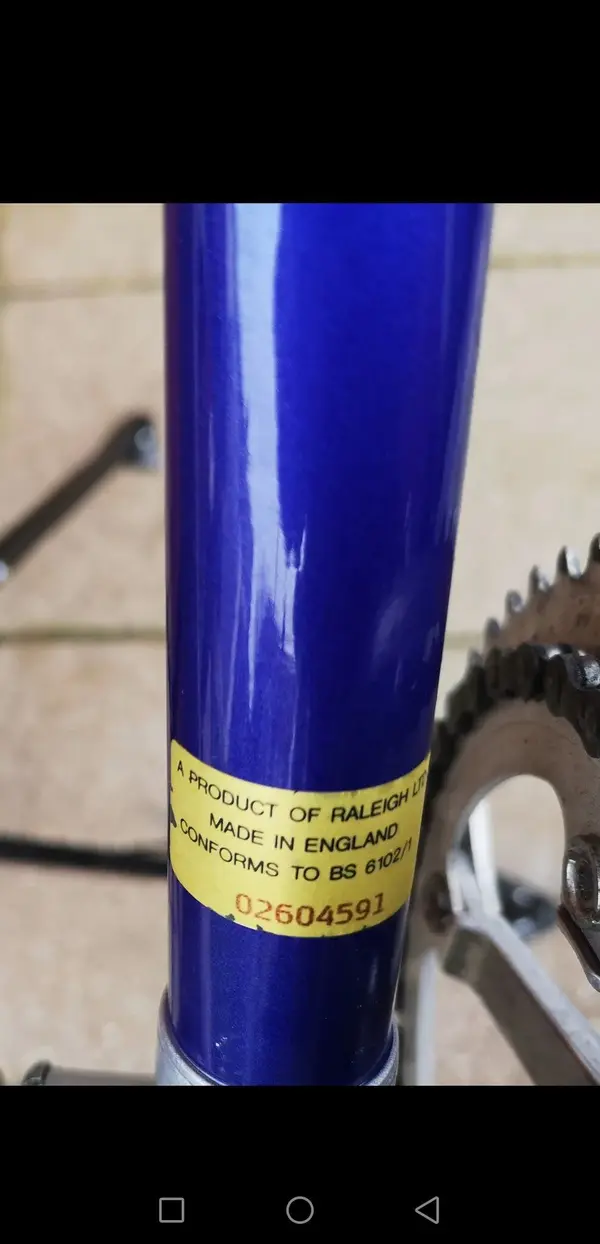 A PRODUCT OF RALEIGH LTD
MADE IN ENGLAND
CONFORMS TO BS 6102/1
02604591